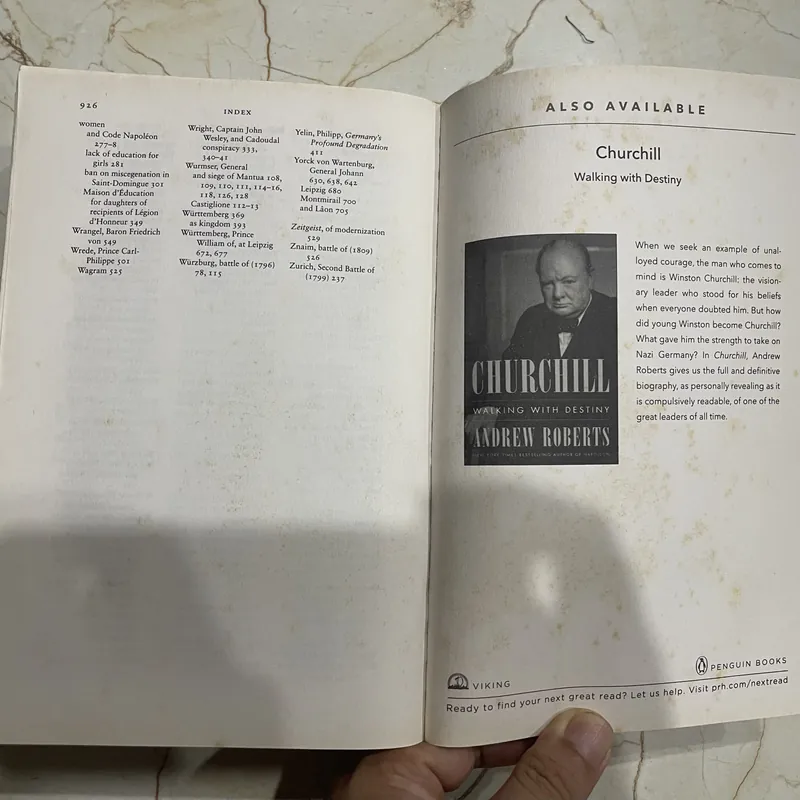 926
INDEX
women
and Code Napoléon
277–8
lack of education for
girls 281
ban on miscegenation in
Saint-Domingue 301
Maison d'Éducation
for daughters of
recipients of Légion
d'Honneur 349
Wrangel, Baron Friedrich
von 549
Wrede, Prince Carl-
Philippe 501
Wagram 525
Wright, Captain John
Wesley, and Cadoudal
conspiracy 333,
340–41
Wurmser, General
and siege of Mantua 108,
109, 110, 111, 114–16,
118, 126, 128
Castiglione 112–13
Württemberg 369
as kingdom 393
Württemberg, Prince
William of, at Leipzig
672, 677
Würzburg, battle of (1796)
78, 115
Yelin, Philipp, Germany's
Profound Degradation
411
Yorck von Wartenburg,
General Johann
630, 638, 642
Leipzig 680
Montmirail 700
and Lâon 705
Zeitgeist, of modernization
529
Znaim, battle of (1809)
526
Zurich, Second Battle of
(1799) 237
ALSO AVAILABLE
Churchill
Walking with Destiny
CHURCHILL
WALKING WITH DESTINY
ANDREW ROBERTS
NEW YORK TIMES BESTSELLING AUTHOR OF NAPOLEON
When we seek an example of unal-
loyed courage, the man who comes to
mind is Winston Churchill: the vision-
ary leader who stood for his beliefs
when everyone doubted him. But how
did young Winston become Churchill?
What gave him the strength to take on
Nazi Germany? In Churchill, Andrew
Roberts gives us the full and definitive
biography, as personally revealing as it
is compulsively readable, of one of the
great leaders of all time.
VIKING
PENGUIN BOOKS
Ready to find your next great read? Let us help. Visit prh.com/nextread